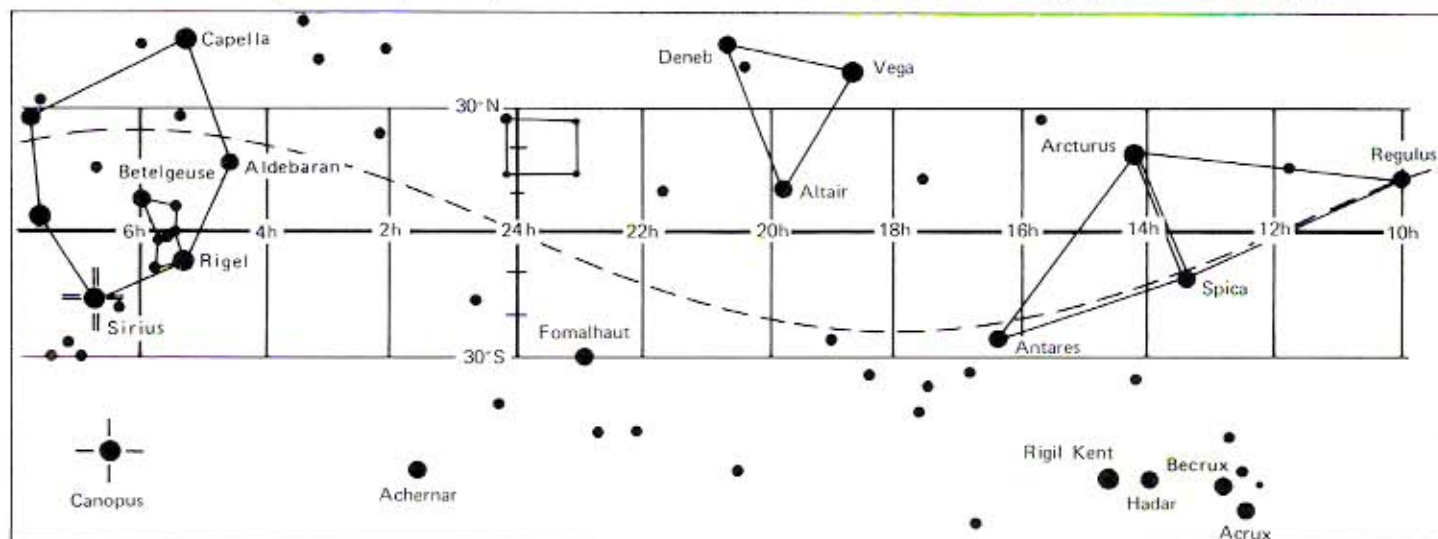 Capella
Deneb
Vega
30°N
Betelgeuse
Aldebaran
Arcturus
Regulus
Altair
6h
4h
2h
24h
22h
20h
18h
16h
14h
12h
10h
Rigel
Spica
Sirius
Fomalhaut
Antares
30°S
Rigil Kent
Becrux
Canopus
Achernar
Hadar
Acrux